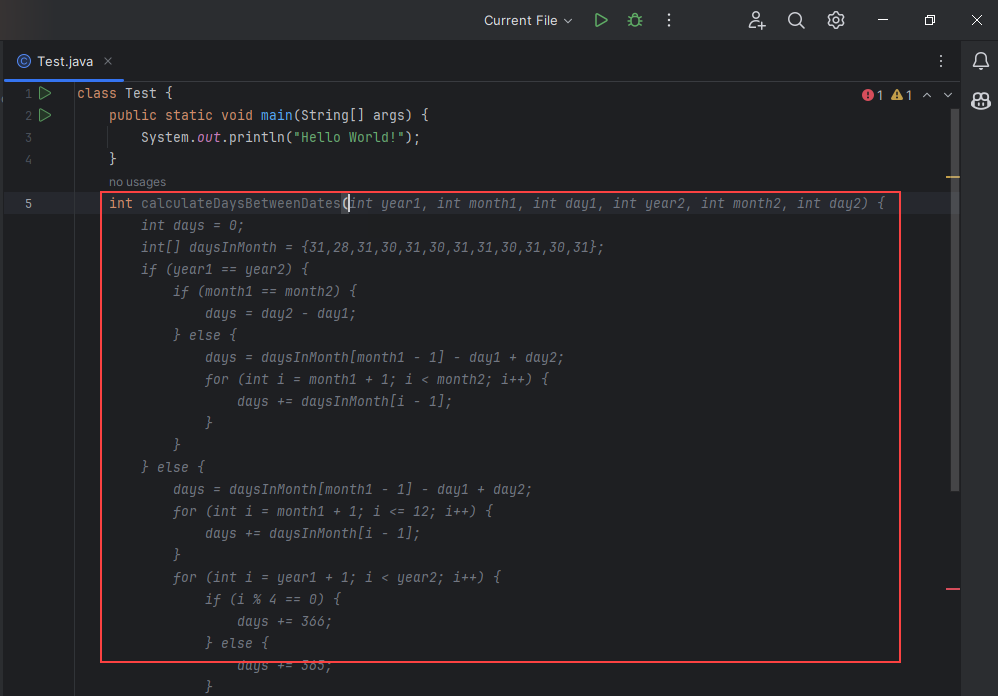 Current File
Test.java
1 class Test {
2 public static void main(String[] args) {
3 System.out.println("Hello World!");
4 }
no usages
5 int calculateDaysBetweenDates(int year1, int month1, int day1, int year2, int month2, int day2) {
int days = 0;
int[] daysInMonth = {31,28,31,30,31,30,31,31,30,31,30,31};
if (year1 == year2) {
if (month1 == month2) {
days = day2 - day1;
} else {
days = daysInMonth[month1 - 1] - day1 + day2;
for (int i = month1 + 1; i < month2; i++) {
days += daysInMonth[i - 1];
}
}
} else {
days = daysInMonth[month1 - 1] - day1 + day2;
for (int i = month1 + 1; i <= 12; i++) {
days += daysInMonth[i - 1];
}
for (int i = year1 + 1; i < year2; i++) {
if (i % 4 == 0) {
days += 366;
} else {
days += 365;
}
1 1
C